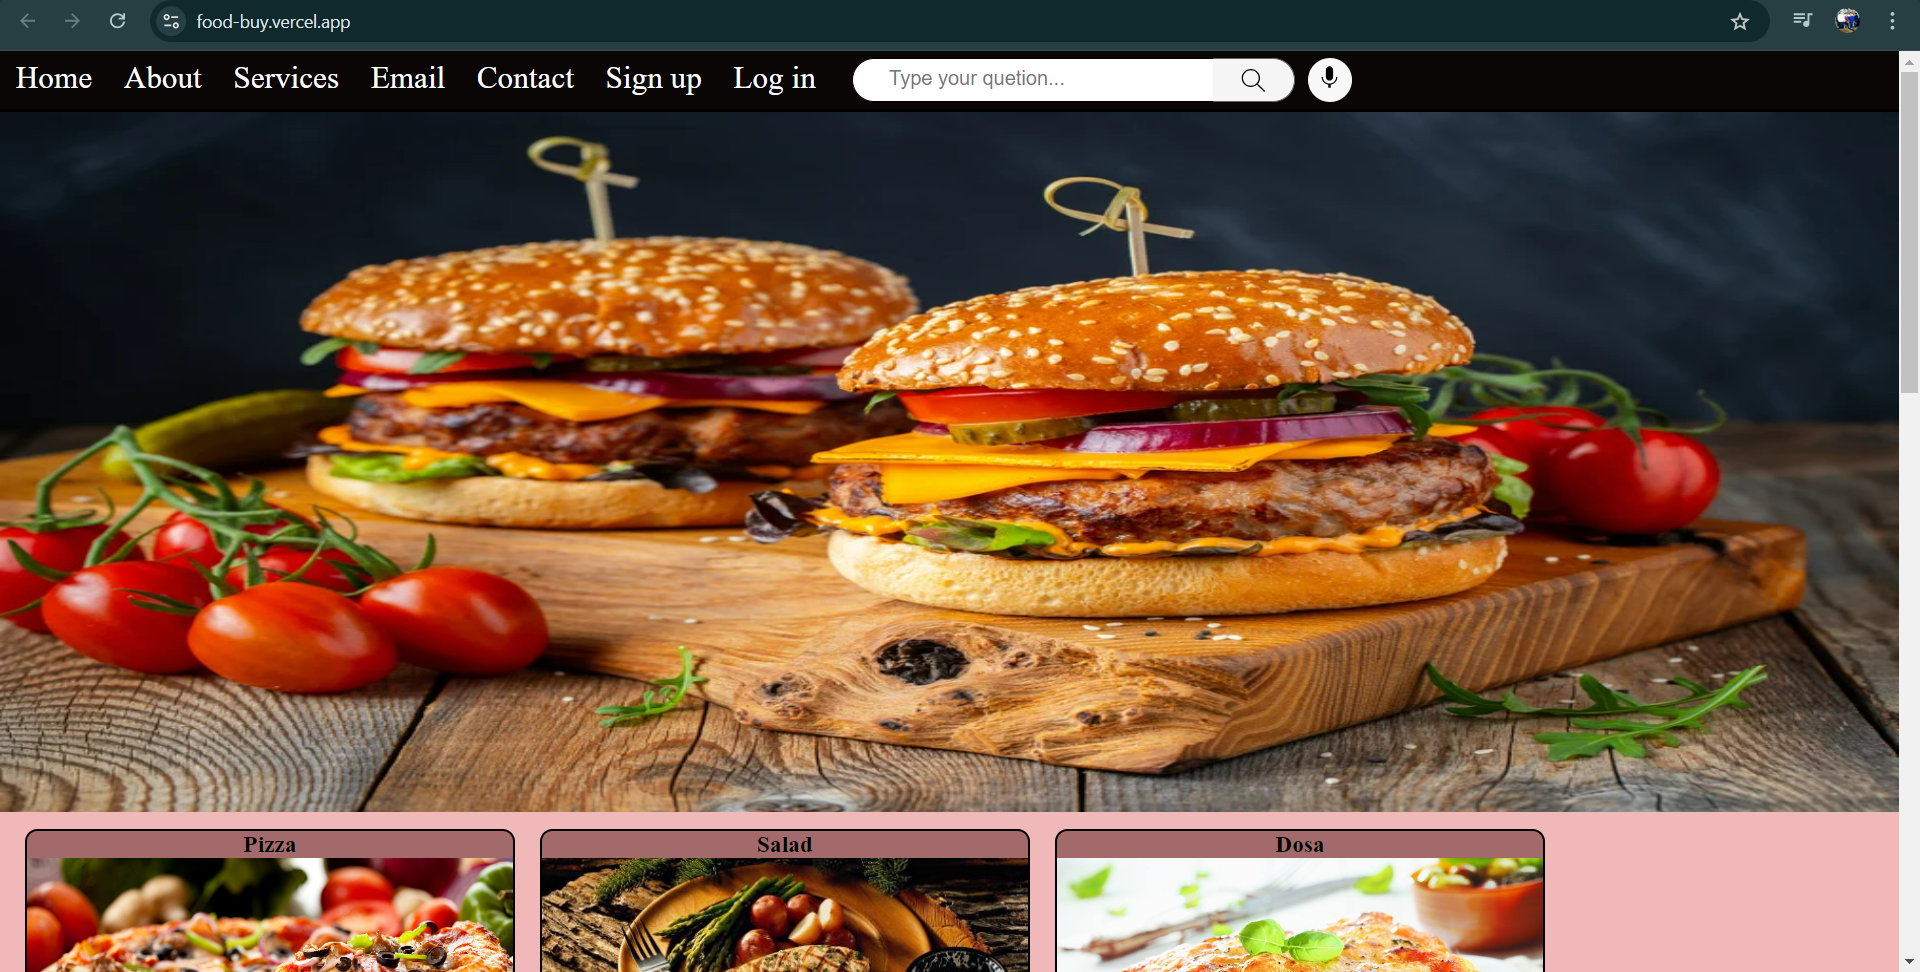 food-buy.vercel.app
Home About Services Email Contact Sign up Log in Type your quetion...
Pizza Salad Dosa